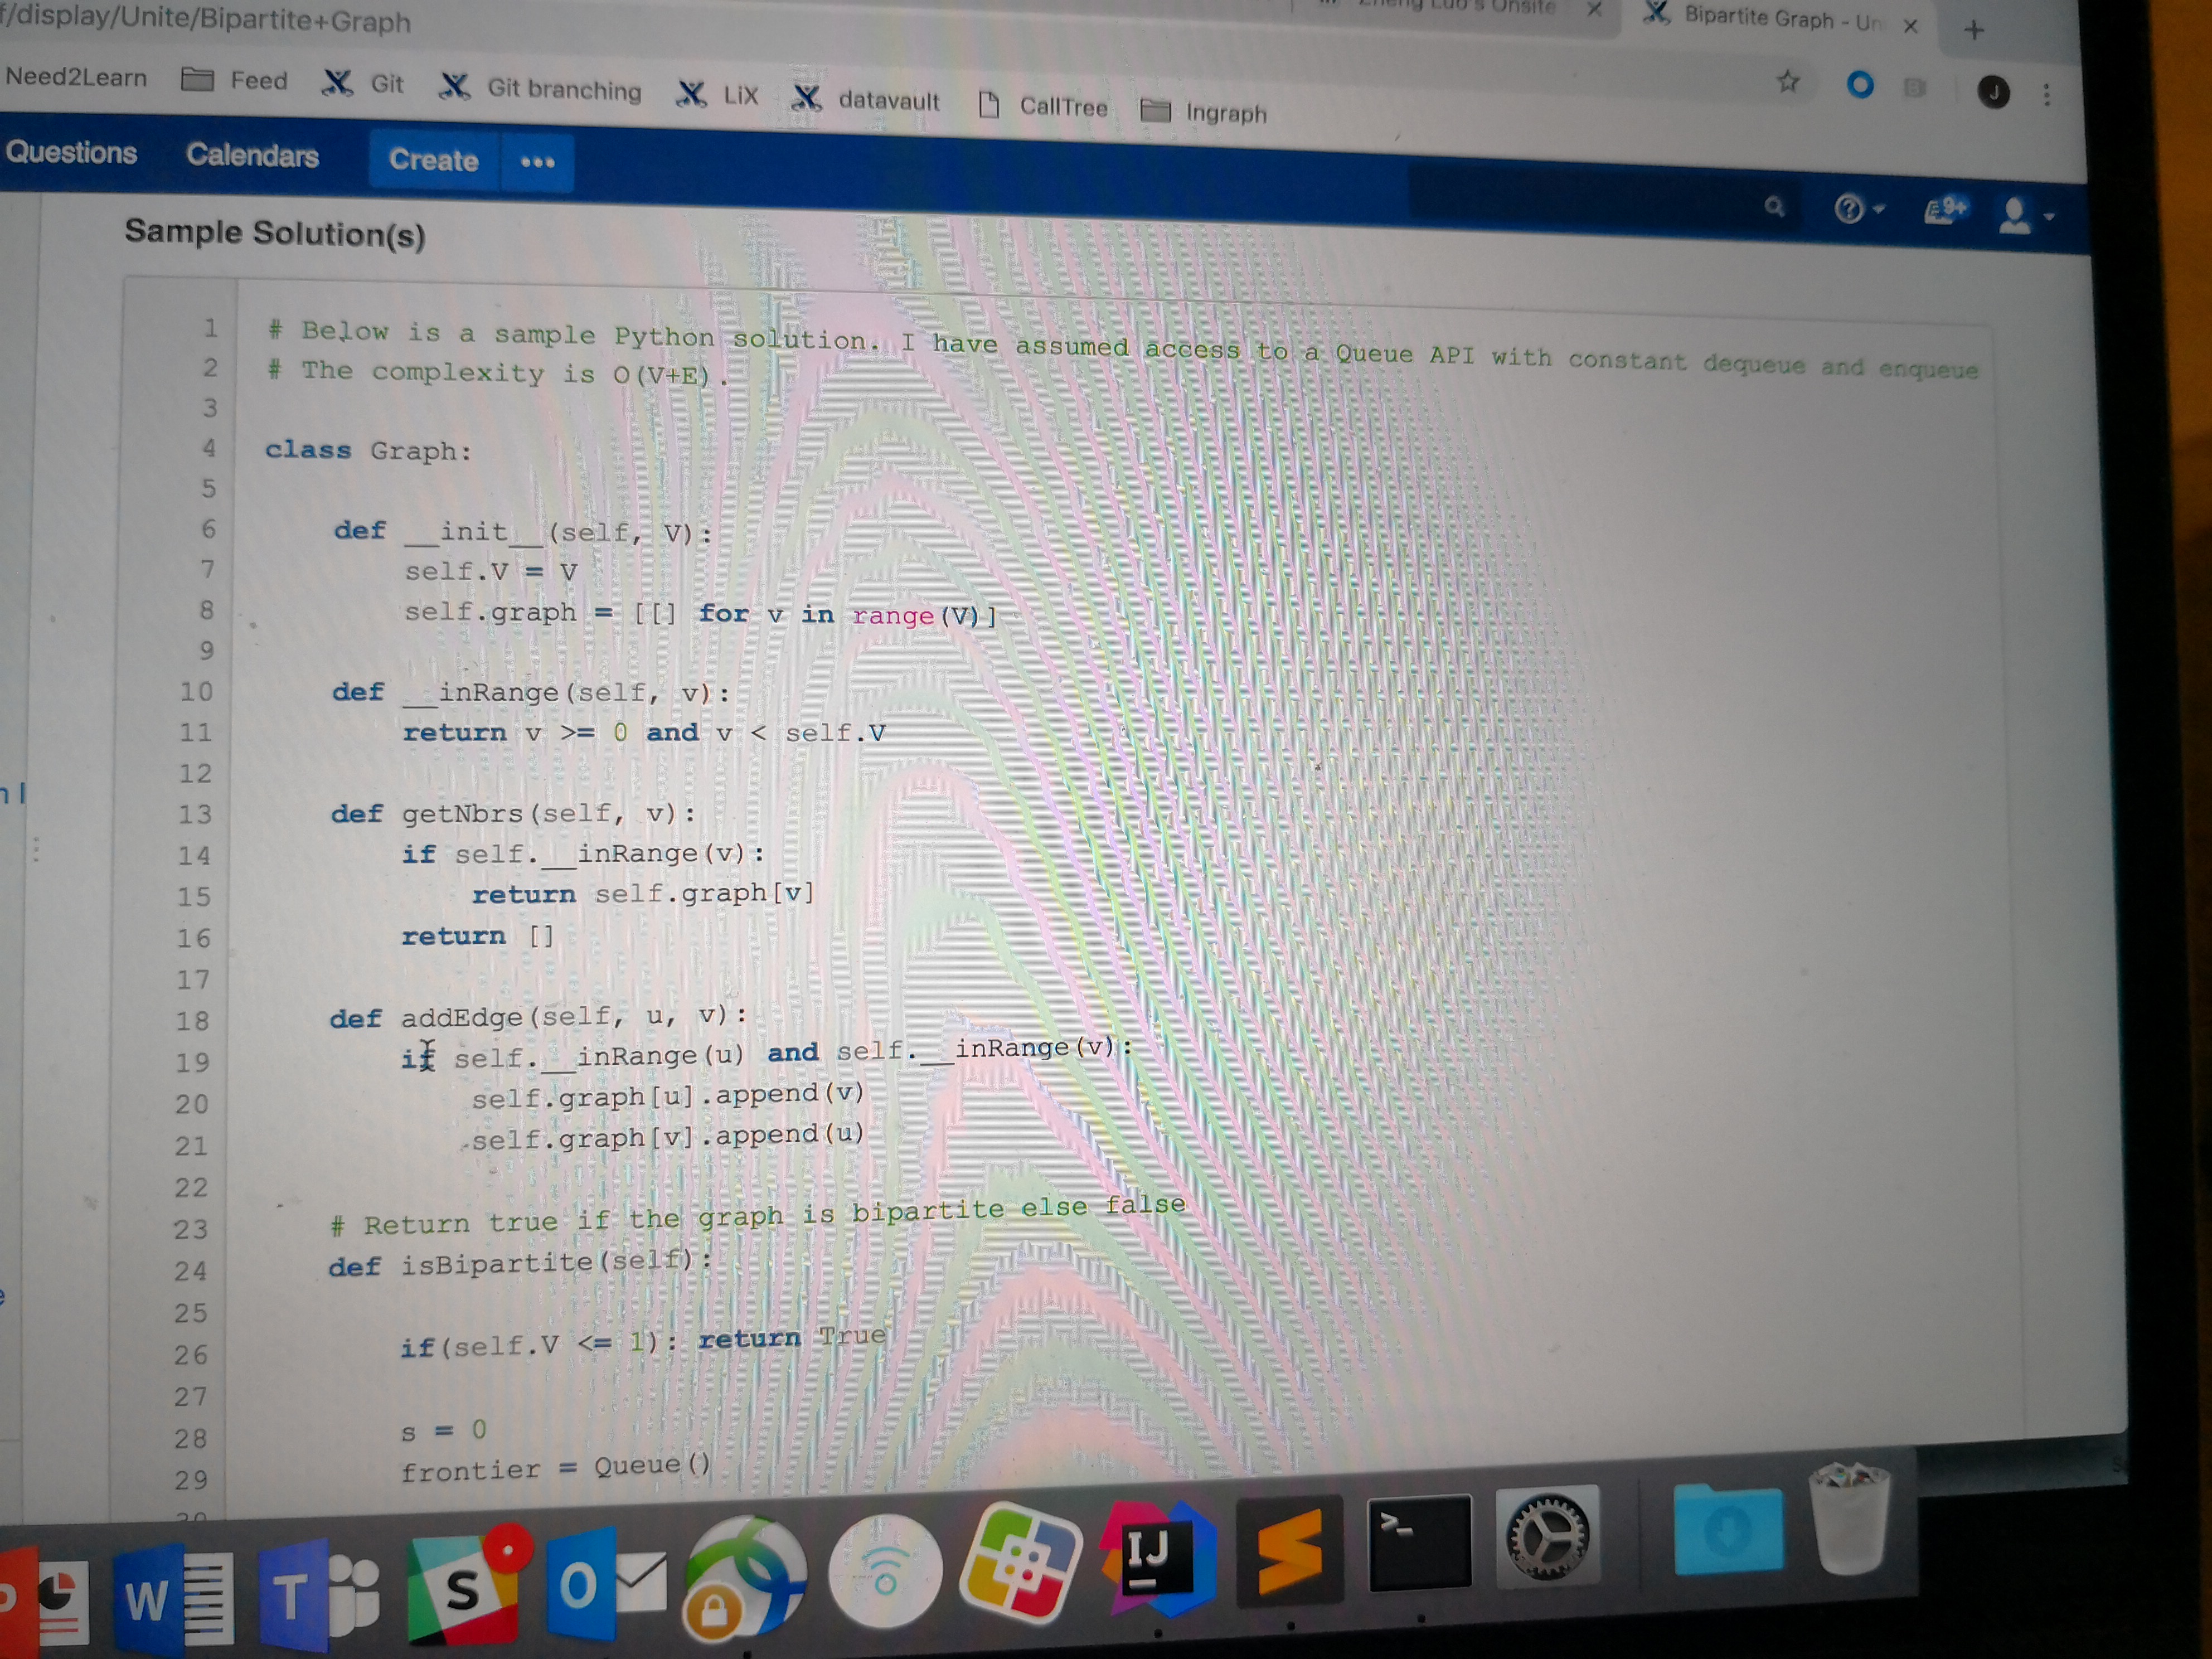 f/display/Unite/Bipartite+Graph
Onsite
Bipartite Graph - Un
Need2Learn
Feed
Git
Git branching
LiX
datavault
CallTree
Ingraph
J
Questions
Calendars
Create
9+
Sample Solution(s)
1 # Below is a sample Python solution. I have assumed access to a Queue API with constant dequeue and enqueue
2 # The complexity is O(V+E).
3
4 class Graph:
5
6 def __init__(self, V):
7 self.V = V
8 self.graph = [[] for v in range(V)]
9
10 def __inRange(self, v):
11 return v >= 0 and v < self.V
12
13 def getNbrs(self, v):
14 if self.__inRange(v):
15 return self.graph[v]
16 return []
17
18 def addEdge(self, u, v):
19 if self.__inRange(u) and self.__inRange(v):
20 self.graph[u].append(v)
21 self.graph[v].append(u)
22
23 # Return true if the graph is bipartite else false
24 def isBipartite(self):
25
26 if(self.V <= 1): return True
27
28 s = 0
29 frontier = Queue()
W
T
S
O
IJ
>_